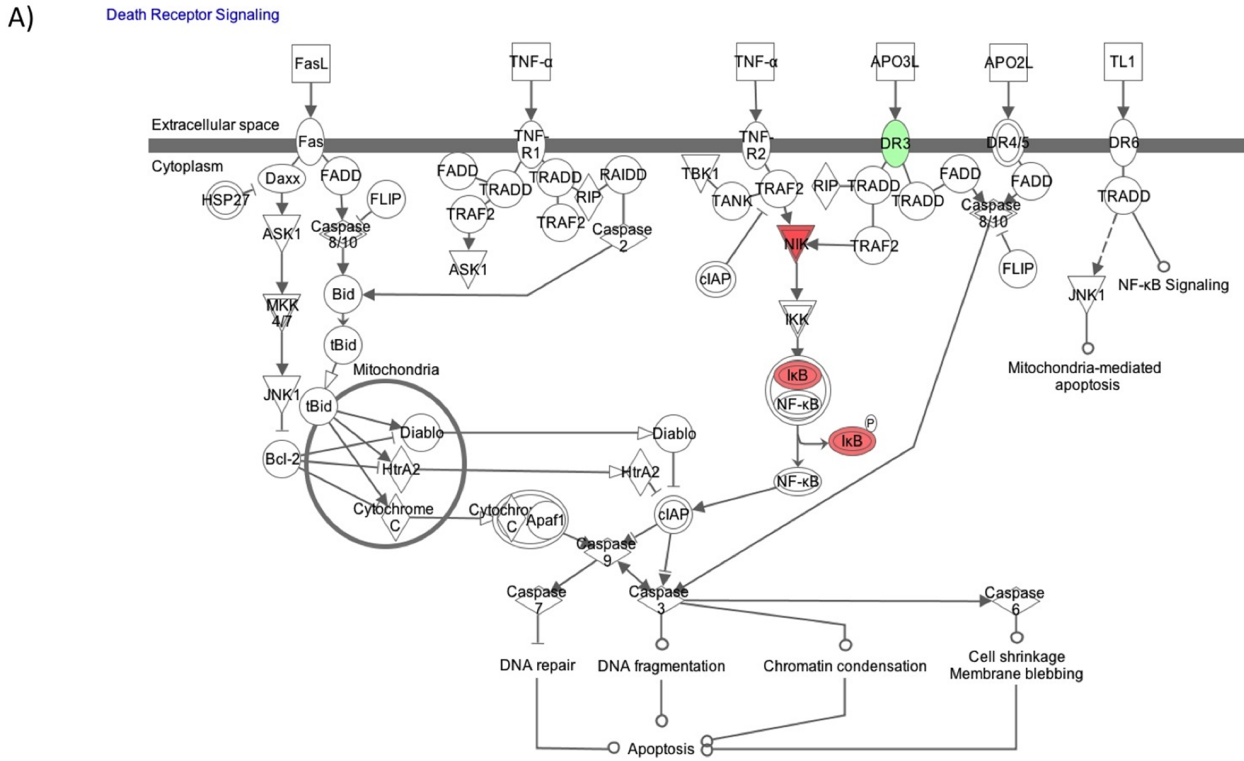 A)
Death Receptor Signaling
FasL
TNF-α
TNF-α
APO3L
APO2L
TL1
Extracellular space
Cytoplasm
Fas
TNF-
R1
TNF-
R2
DR3
DR4/5
DR6
HSP27
Daxx
FADD
FLIP
FADD
TRADD
TRADD
RIP
RAIDD
TRAF2
TRAF2
TBK1
TANK
TRAF2
RIP
TRADD
TRADD
FADD
FADD
TRADD
ASK1
Caspase
8/10
ASK1
Caspase
2
cIAP
NIK
TRAF2
Caspase
8/10
FLIP
JNK1
NF-κB Signaling
Bid
MKK
4/7
IKK
tBid
Mitochondria
Mitochondria-mediated
apoptosis
JNK1
tBid
IκB
NF-κB
P
IκB
Bcl-2
Diablo
HtrA2
Cytochrome
C
Diablo
HtrA2
NF-κB
Cytochro
C
Apaf1
cIAP
Caspase
9
Caspase
7
Caspase
3
Caspase
6
DNA repair
DNA fragmentation
Chromatin condensation
Cell shrinkage
Membrane blebbing
Apoptosis